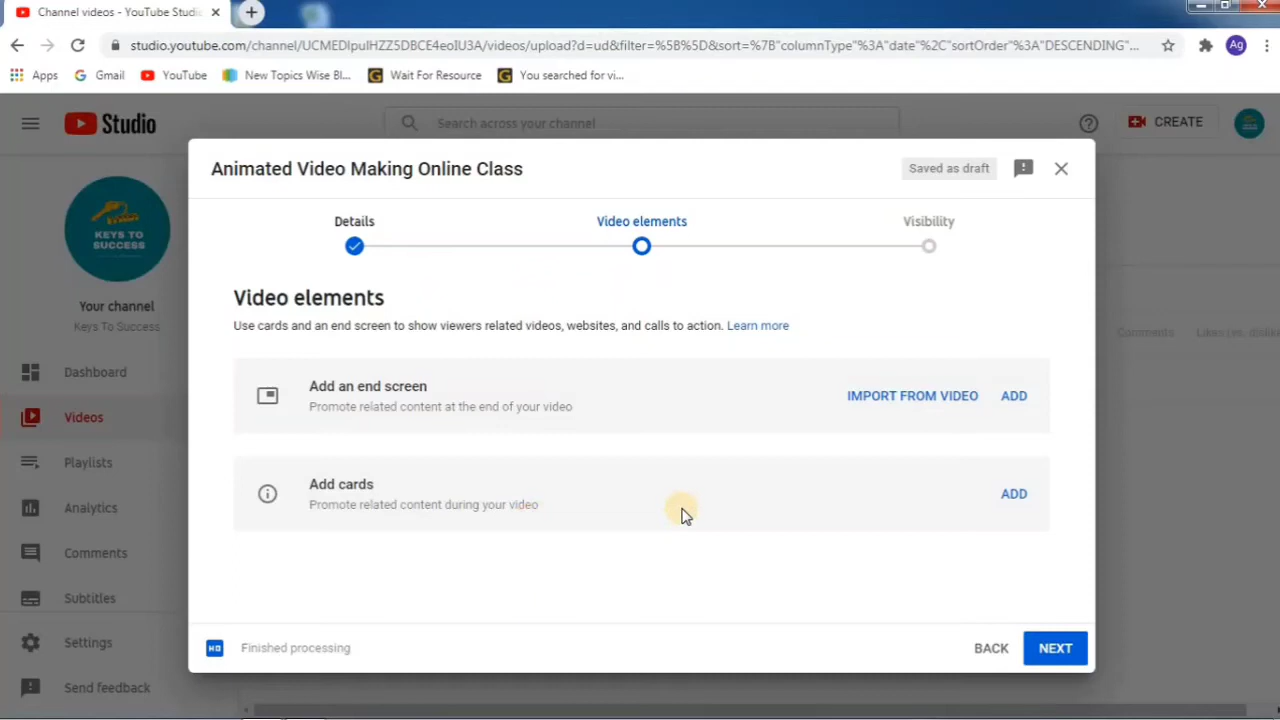 Channel videos - YouTube Studio
studio.youtube.com/channel/UCMEDIpuIHZZ5DBCE4eoIU3A/videos/upload?d=ud&filter=%5B%5D&sort=%7B"columnType"%3A"date"%2C"sortOrder"%3A"DESCENDING"...
Ag
Apps
Gmail
YouTube
New Topics Wise Bl...
Wait For Resource
You searched for vi...
Studio
Search across your channel
CREATE
Animated Video Making Online Class
Saved as draft
KEYS TO
SUCCESS
Details
Video elements
Visibility
Your channel
Keys To Success
Video elements
Use cards and an end screen to show viewers related videos, websites, and calls to action. Learn more
Comments
Dashboard
Add an end screen
Promote related content at the end of your video
IMPORT FROM VIDEO
ADD
Videos
Playlists
Add cards
Promote related content during your video
ADD
Analytics
Comments
Subtitles
Settings
HD
Finished processing
BACK
NEXT
Send feedback